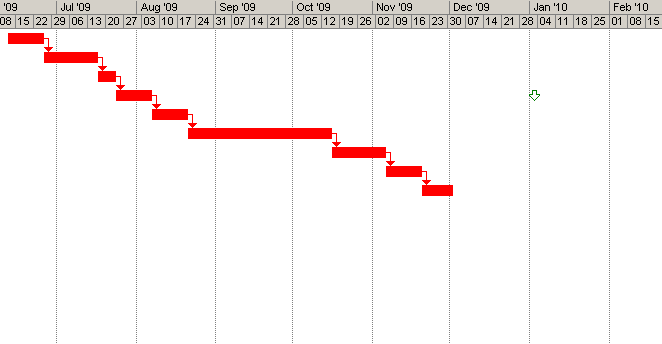 '09 Jul '09 Aug '09 Sep '09 Oct '09 Nov '09 Dec '09 Jan '10 Feb '10
08 15 22 29 06 13 20 27 03 10 17 24 31 07 14 21 28 05 12 19 26 02 09 16 23 30 07 14 21 28 04 11 18 25 01 08 15